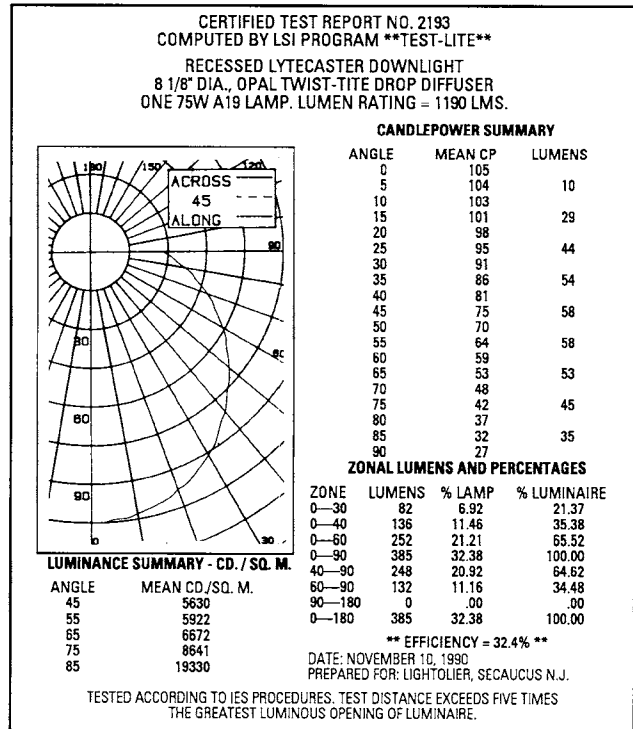 CERTIFIED TEST REPORT NO. 2193
COMPUTED BY LSI PROGRAM **TEST-LITE**
RECESSED LYTECASTER DOWNLIGHT
8 1/8" DIA., OPAL TWIST-TITE DROP DIFFUSER
ONE 75W A19 LAMP. LUMEN RATING = 1190 LMS.
180 150 120
ACROSS
45
ALONG
90
30
60
60
90
0 30
CANDLEPOWER SUMMARY
ANGLE MEAN CP LUMENS
0 105
5 104 10
10 103
15 101 29
20 98
25 95 44
30 91
35 86 54
40 81
45 75 58
50 70
55 64 58
60 59
65 53 53
70 48
75 42 45
80 37
85 32 35
90 27
ZONAL LUMENS AND PERCENTAGES
ZONE LUMENS % LAMP % LUMINAIRE
0—30 82 6.92 21.37
0—40 136 11.46 35.38
0—60 252 21.21 65.52
0—90 385 32.38 100.00
40—90 248 20.92 64.62
60—90 132 11.16 34.48
90—180 0 .00 .00
0—180 385 32.38 100.00
** EFFICIENCY = 32.4% **
LUMINANCE SUMMARY - CD. / SQ. M.
ANGLE MEAN CD./SQ. M.
45 5630
55 5922
65 6672
75 8641
85 19330
DATE: NOVEMBER 10, 1990
PREPARED FOR: LIGHTOLIER, SECAUCUS N.J.
TESTED ACCORDING TO IES PROCEDURES. TEST DISTANCE EXCEEDS FIVE TIMES
THE GREATEST LUMINOUS OPENING OF LUMINAIRE.